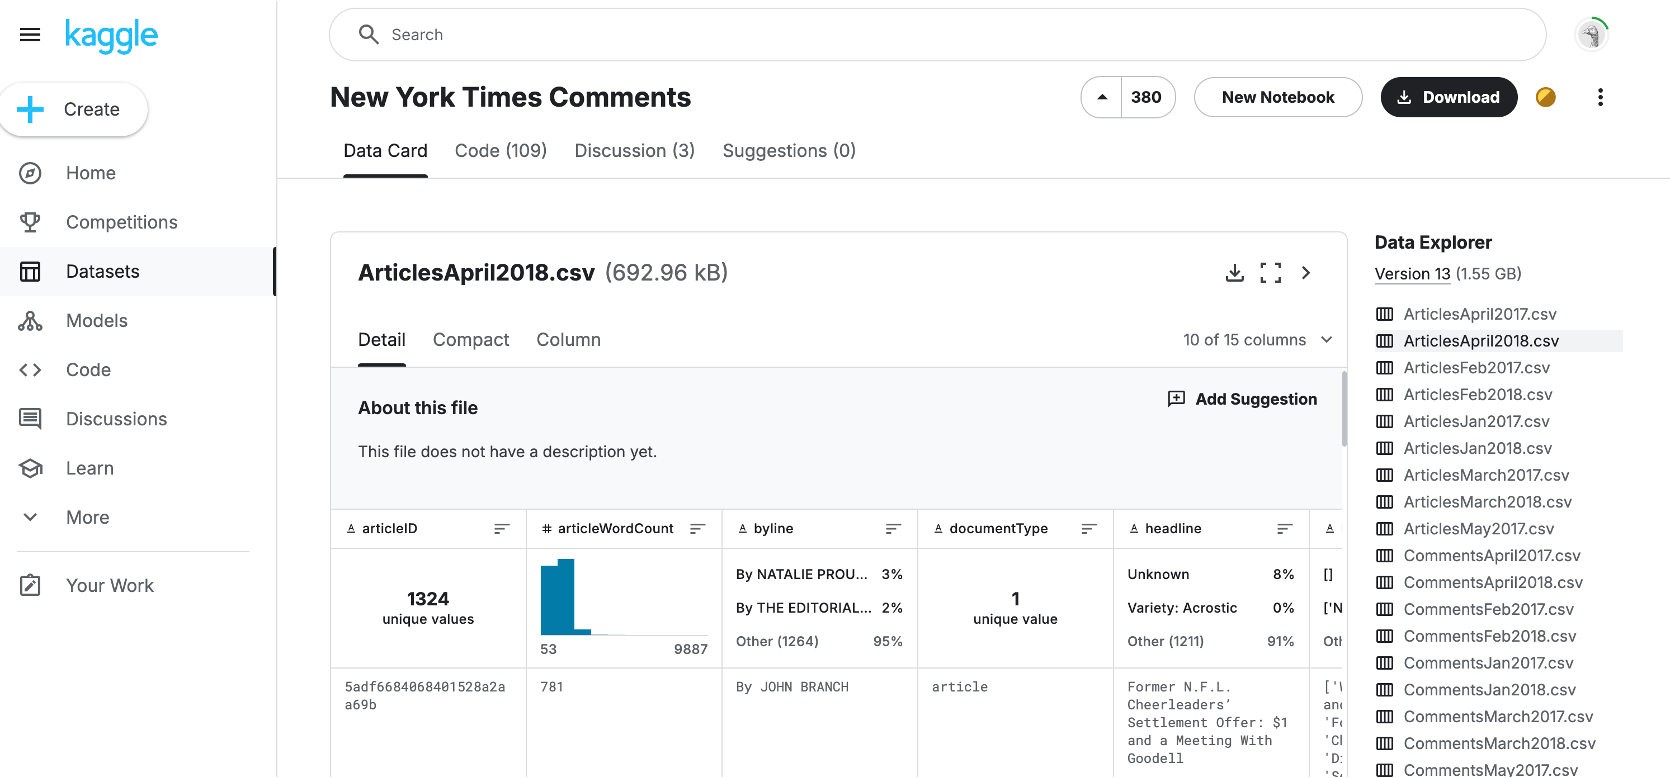 kaggle
Search
Create
Home
Competitions
Datasets
Models
Code
Discussions
Learn
More
Your Work
New York Times Comments
380
New Notebook
Download
Data Card
Code (109)
Discussion (3)
Suggestions (0)
ArticlesApril2018.csv (692.96 kB)
Detail
Compact
Column
10 of 15 columns
About this file
Add Suggestion
This file does not have a description yet.
articleID
# articleWordCount
byline
documentType
headline
1324
unique values
53
9887
By NATALIE PROU... 3%
By THE EDITORIAL... 2%
Other (1264) 95%
1
unique value
Unknown 8%
Variety: Acrostic 0%
Other (1211) 91%
[]
['N
Oth
5adf6684068401528a2a
a69b
781
By JOHN BRANCH
article
Former N.F.L.
Cheerleaders’
Settlement Offer: $1
and a Meeting With
Goodell
Data Explorer
Version 13 (1.55 GB)
ArticlesApril2017.csv
ArticlesApril2018.csv
ArticlesFeb2017.csv
ArticlesFeb2018.csv
ArticlesJan2017.csv
ArticlesJan2018.csv
ArticlesMarch2017.csv
ArticlesMarch2018.csv
ArticlesMay2017.csv
CommentsApril2017.csv
CommentsApril2018.csv
CommentsFeb2017.csv
CommentsFeb2018.csv
CommentsJan2017.csv
CommentsJan2018.csv
CommentsMarch2017.csv
CommentsMarch2018.csv
CommentsMay2017.csv